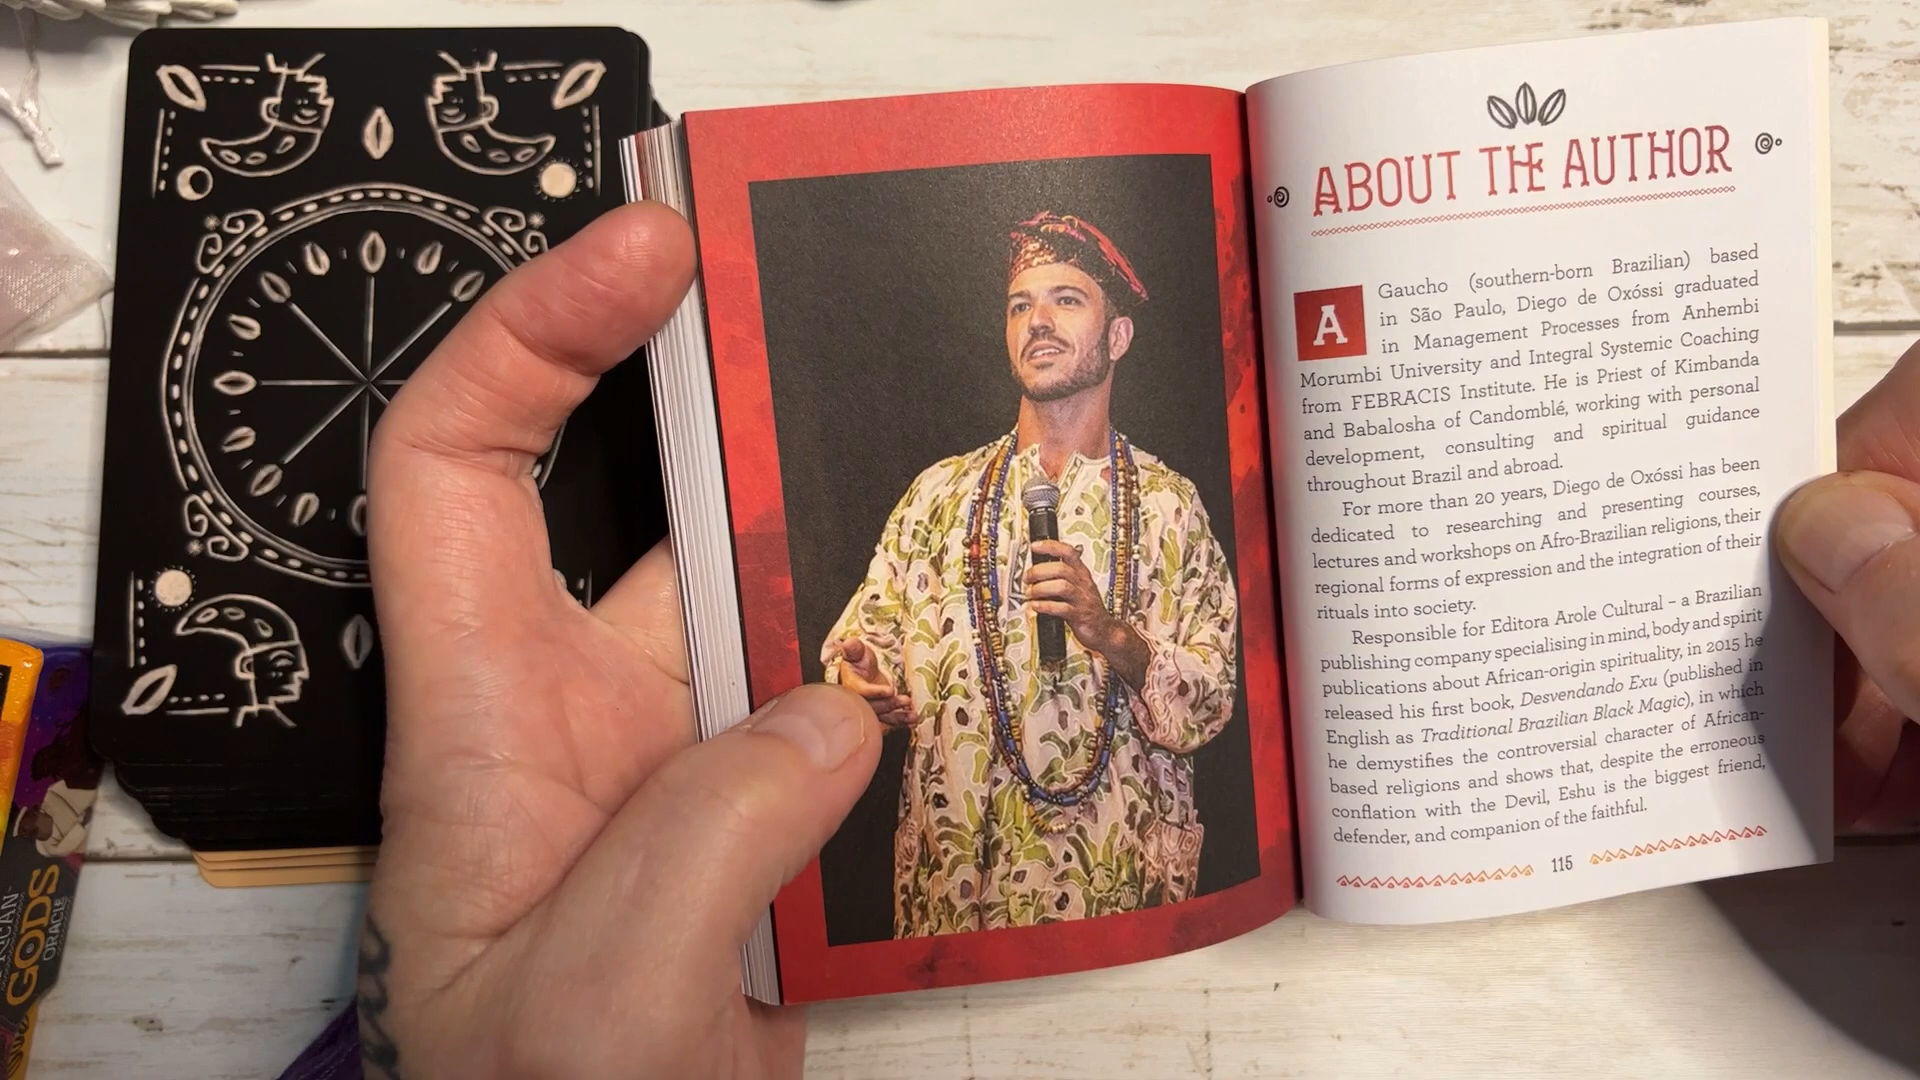 ABOUT THE AUTHOR
A Gaucho (southern-born Brazilian) based
in São Paulo, Diego de Oxóssi graduated
in Management Processes from Anhembi
Morumbi University and Integral Systemic Coaching
from FEBRACIS Institute. He is Priest of Kimbanda
and Babalosha of Candomblé, working with personal
development, consulting and spiritual guidance
throughout Brazil and abroad.
For more than 20 years, Diego de Oxóssi has been
dedicated to researching and presenting courses,
lectures and workshops on Afro-Brazilian religions, their
regional forms of expression and the integration of their
rituals into society.
Responsible for Editora Arole Cultural – a Brazilian
publishing company specialising in mind, body and spirit
publications about African-origin spirituality, in 2015 he
released his first book, Desvendando Exu (published in
English as Traditional Brazilian Black Magic), in which
he demystifies the controversial character of African-
based religions and shows that, despite the erroneous
conflation with the Devil, Eshu is the biggest friend,
defender, and companion of the faithful.
115
GODS
ORACLE